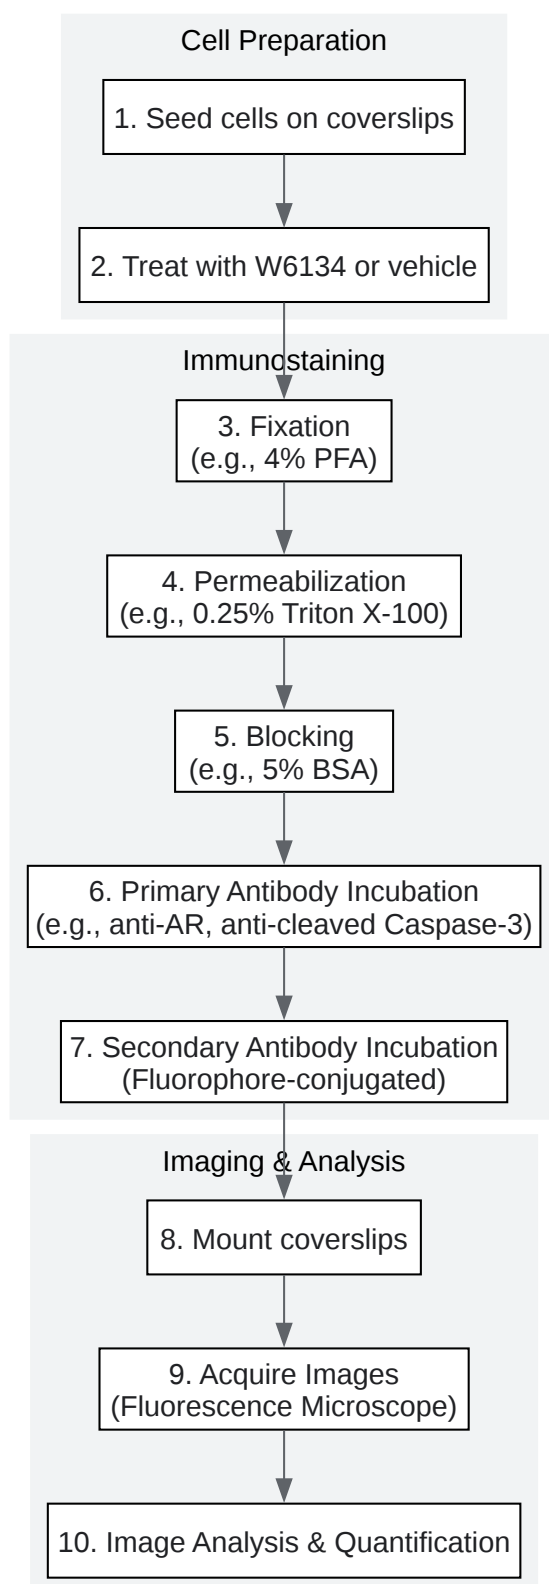 Cell Preparation
1. Seed cells on coverslips
2. Treat with W6134 or vehicle
Immunostaining
3. Fixation
(e.g., 4% PFA)
4. Permeabilization
(e.g., 0.25% Triton X-100)
5. Blocking
(e.g., 5% BSA)
6. Primary Antibody Incubation
(e.g., anti-AR, anti-cleaved Caspase-3)
7. Secondary Antibody Incubation
(Fluorophore-conjugated)
Imaging & Analysis
8. Mount coverslips
9. Acquire Images
(Fluorescence Microscope)
10. Image Analysis & Quantification